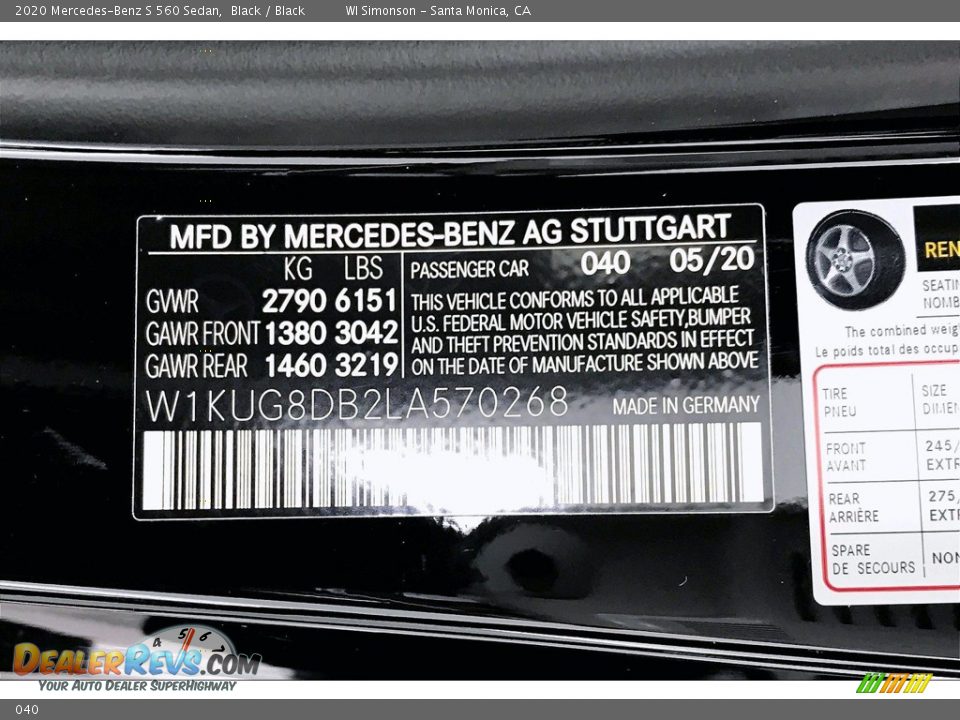 2020 Mercedes-Benz S 560 Sedan, Black / Black WI Simonson - Santa Monica, CA
MFD BY MERCEDES-BENZ AG STUTTGART
KG LBS
GVWR 2790 6151
GAWR FRONT 1380 3042
GAWR REAR 1460 3219
PASSENGER CAR 040 05/20
THIS VEHICLE CONFORMS TO ALL APPLICABLE
U.S. FEDERAL MOTOR VEHICLE SAFETY,BUMPER
AND THEFT PREVENTION STANDARDS IN EFFECT
ON THE DATE OF MANUFACTURE SHOWN ABOVE
W1KUG8DB2LA570268 MADE IN GERMANY
The combined
Le poids total des
TIRE SIZE
PNEU
FRONT 245/
AVANT
REAR 275/
ARRIÈRE
SPARE
DE SECOURS
4 5 6
DEALERREVS.COM
YOUR AUTO DEALER SUPERHIGHWAY
040